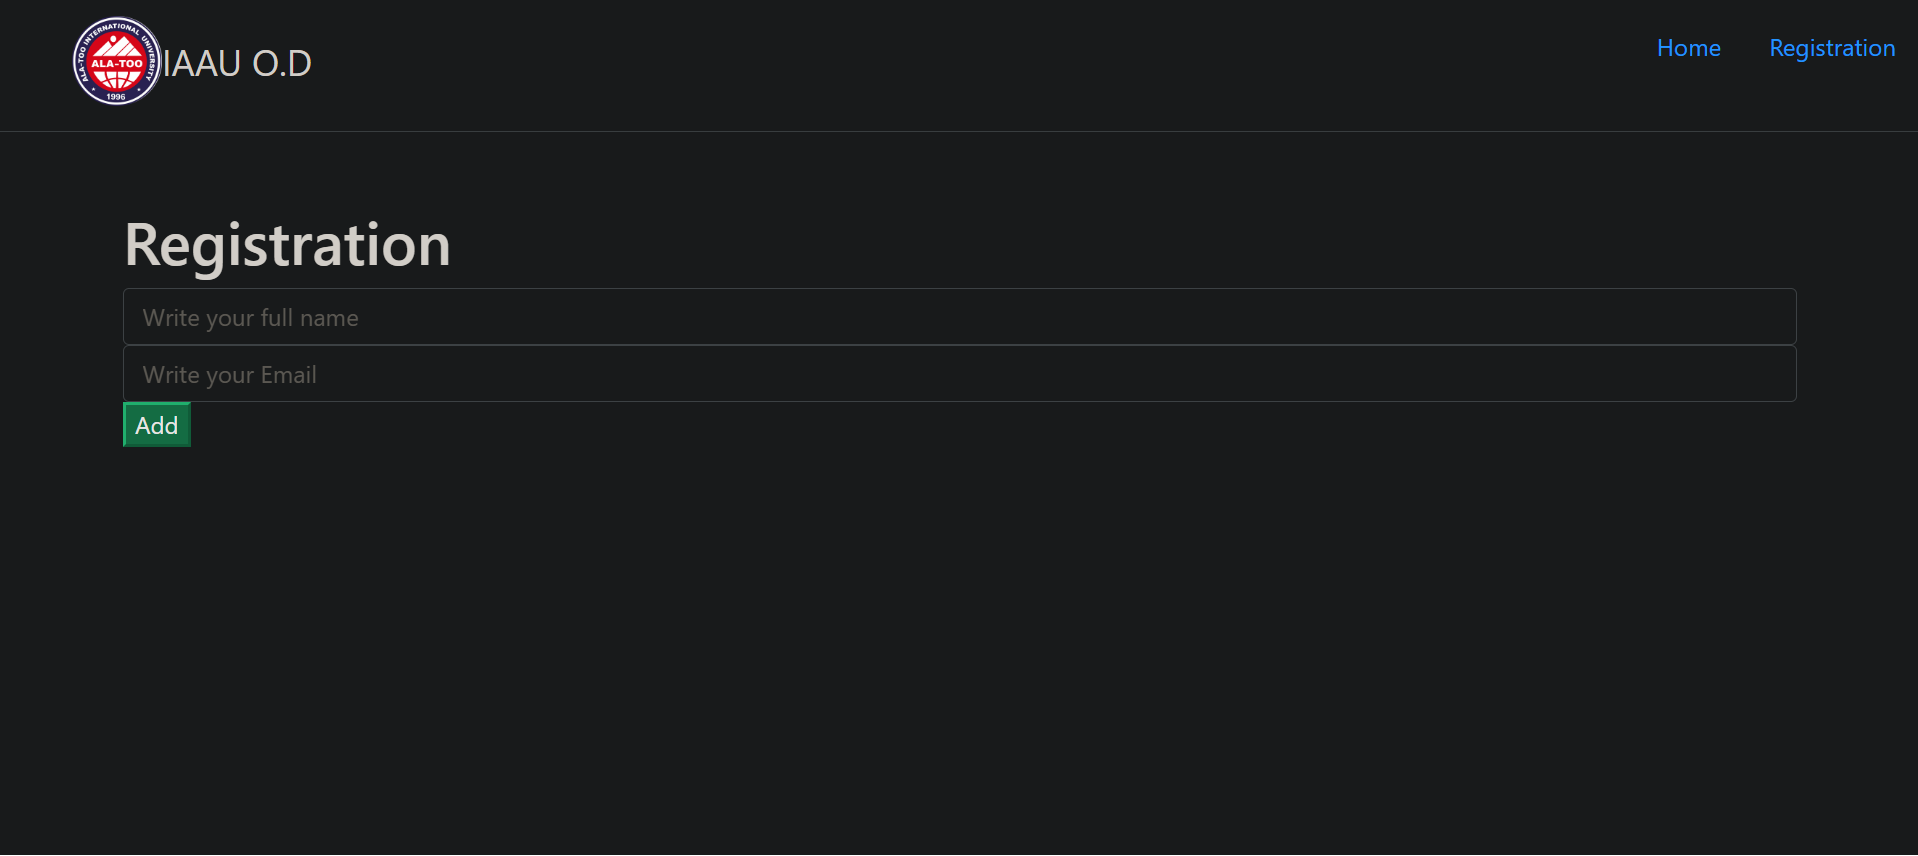 ALA-TOO INTERNATIONAL UNIVERSITY
ALA-TOO
1996
IAAU O.D
Home
Registration
Registration
Write your full name
Write your Email
Add